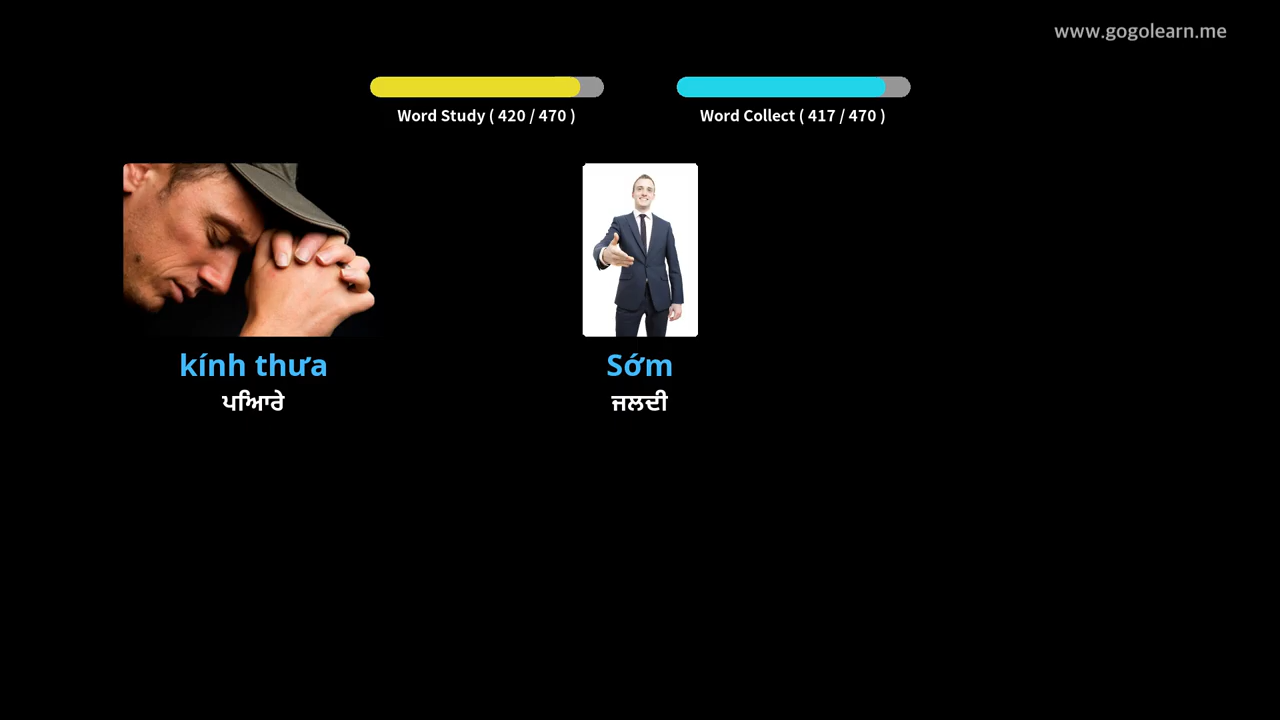 www.gogolearn.me
Word Study ( 420 / 470 )
Word Collect ( 417 / 470 )
kính thưa
ਪਿਆਰੇ
Sớm
ਜਲਦੀ